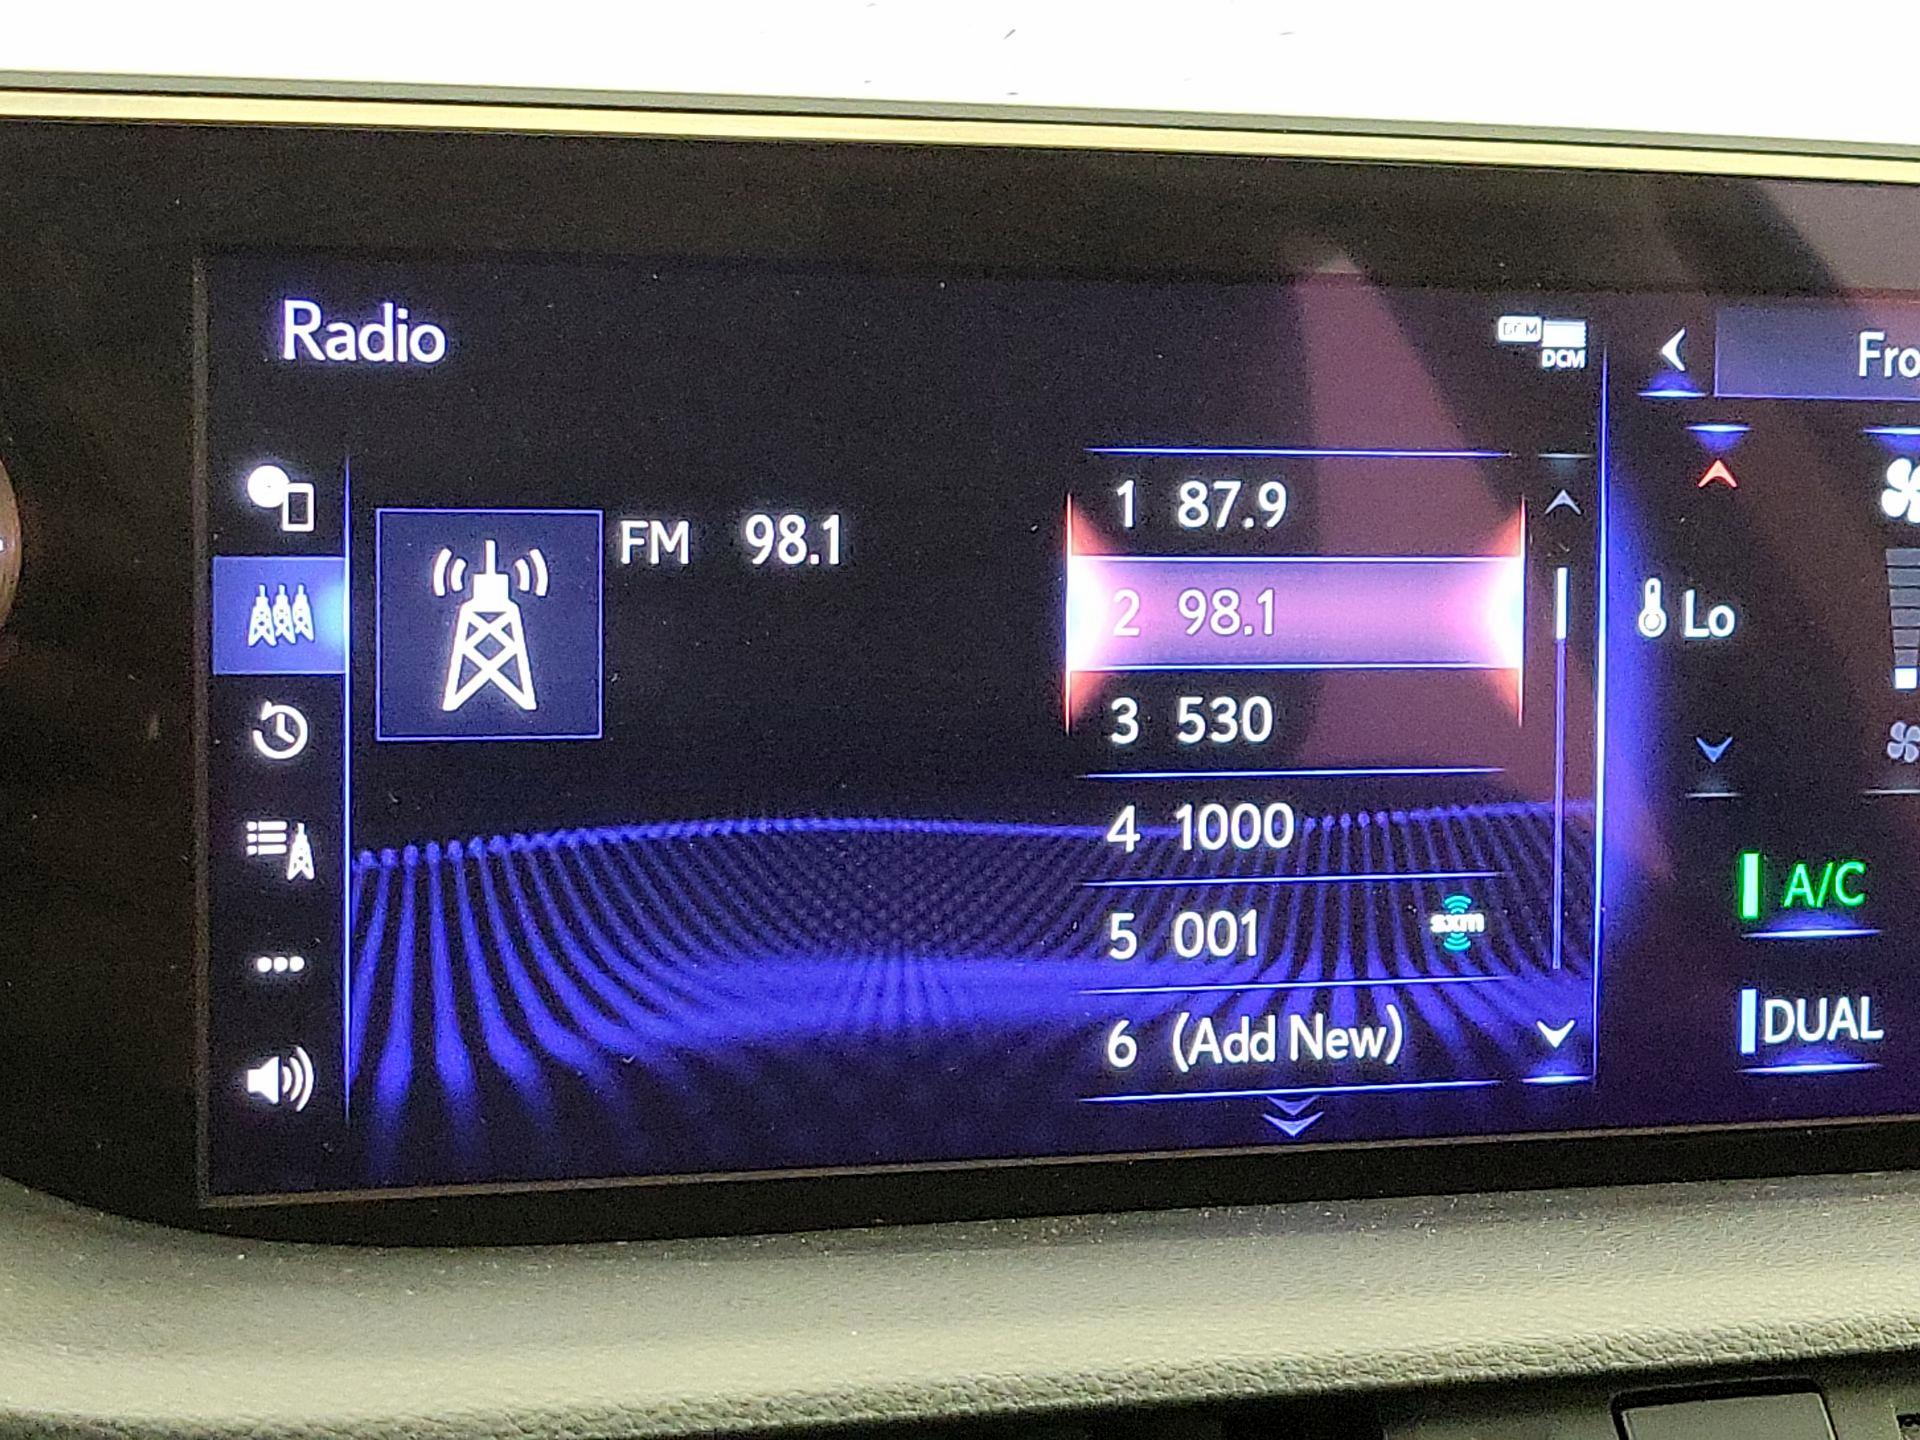 Radio
DCM
DCM
Fro
FM 98.1
1 87.9
2 98.1
3 530
4 1000
5 001 sxm
6 (Add New)
Lo
A/C
DUAL